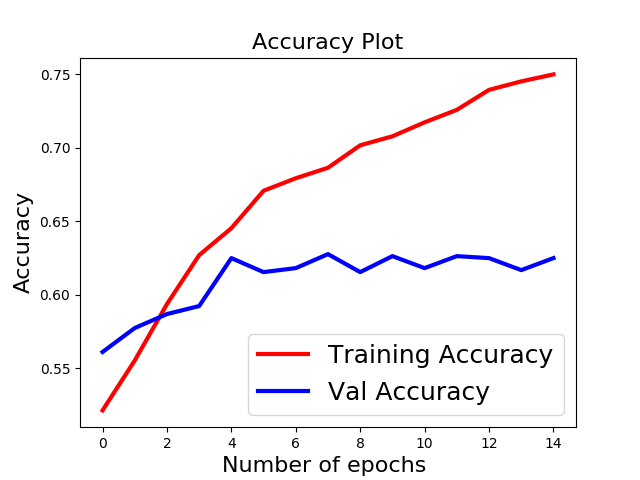 Accuracy Plot
Accuracy
0.75
0.70
0.65
0.60
0.55
Training Accuracy
Val Accuracy
0 2 4 6 8 10 12 14
Number of epochs